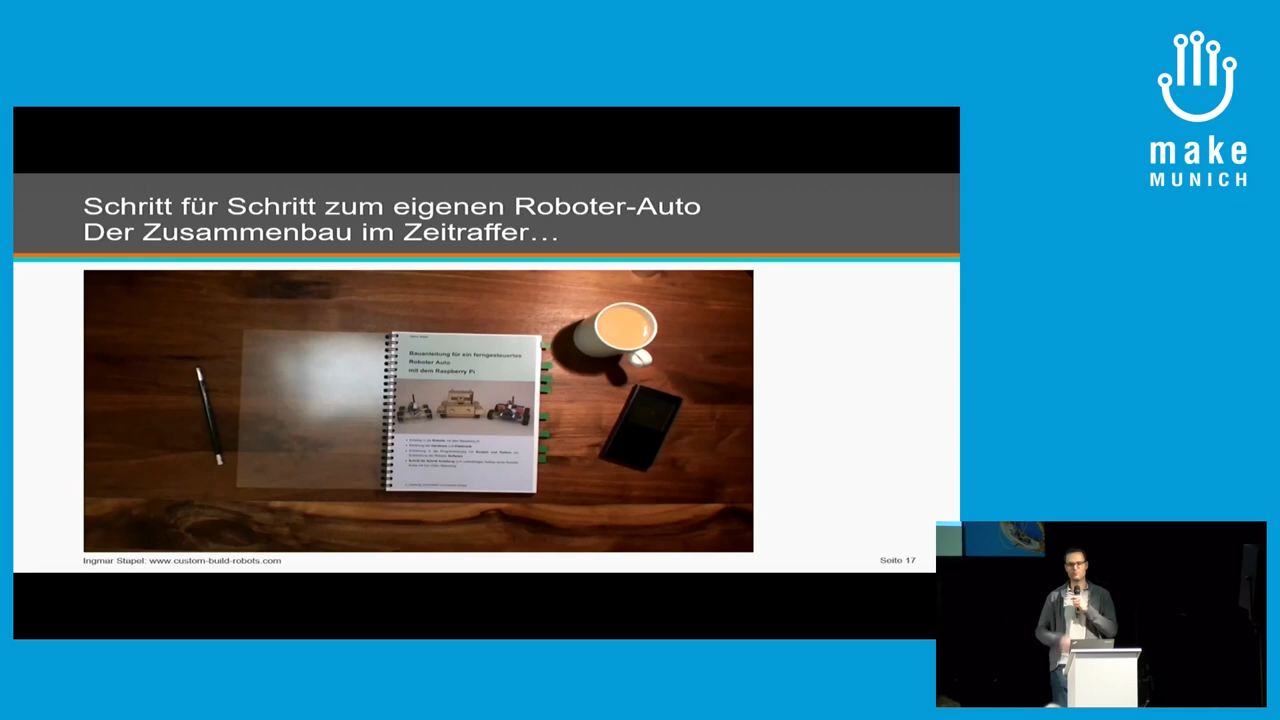 make
MUNICH
Schritt für Schritt zum eigenen Roboter-Auto
Der Zusammenbau im Zeitraffer…
Bauanleitung für ein ferngesteuertes
Roboter Auto
mit dem Raspberry Pi
Ingmar Stapel: www.custom-build-robots.com
Seite 17